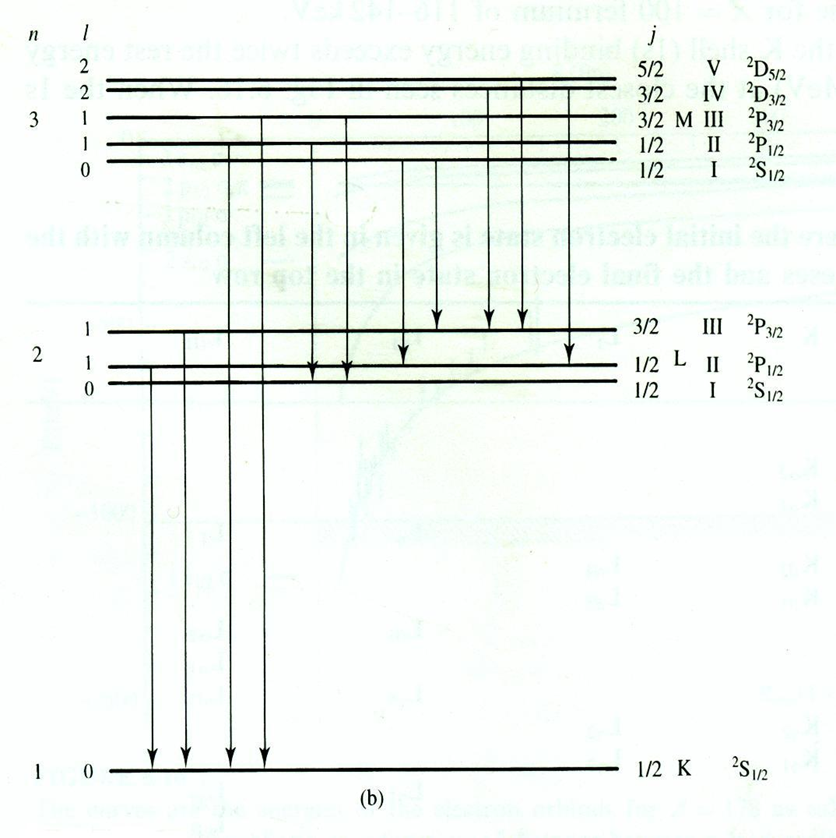 n l j
2 5/2 V ²D₅/₂
3/2 IV ²D₃/₂
3 1 3/2 M III ²P₃/₂
1 1/2 II ²P₁/₂
0 1/2 I ²S₁/₂
1 3/2 III ²P₃/₂
2 1 1/2 L II ²P₁/₂
0 1/2 I ²S₁/₂
1 0 1/2 K ²S₁/₂
(b)